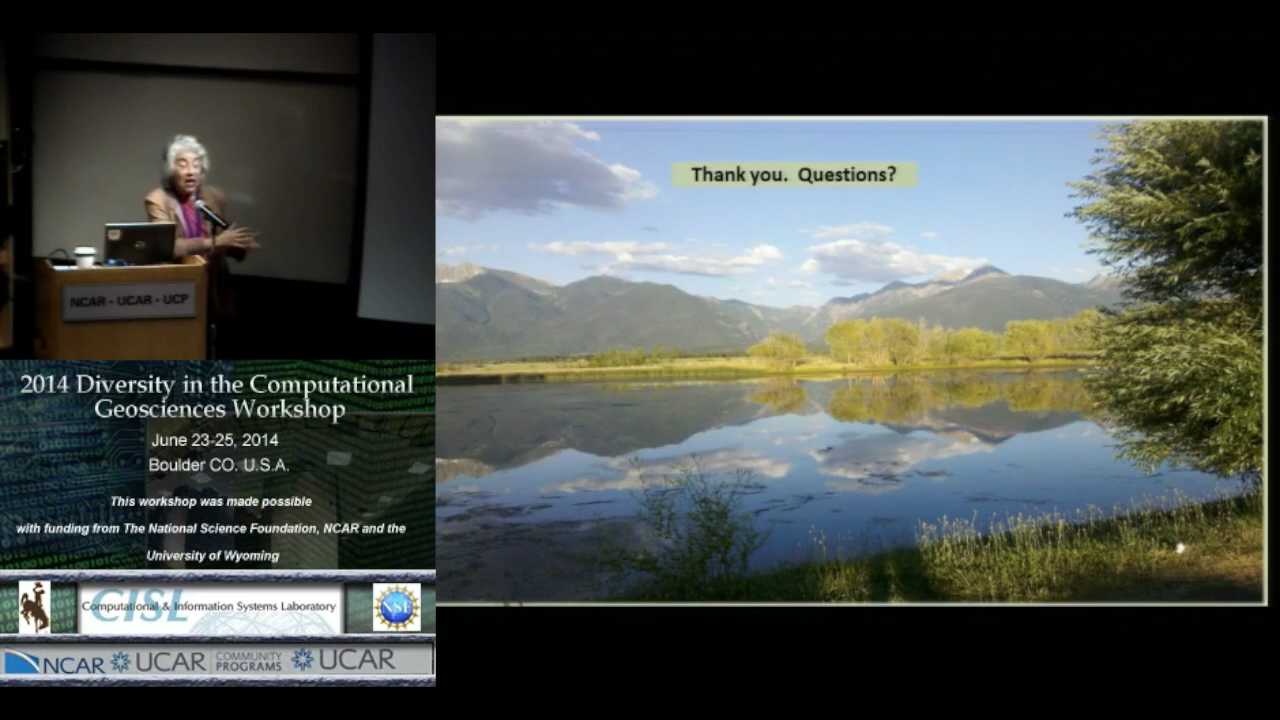 NCAR - UCAR - UCP
2014 Diversity in the Computational
Geosciences Workshop
June 23-25, 2014
Boulder CO. U.S.A.
This workshop was made possible
with funding from The National Science Foundation, NCAR and the
University of Wyoming
CISL
Computational & Information Systems Laboratory
NSF
NCAR
UCAR
COMMUNITY
PROGRAMS
UCAR
Thank you. Questions?